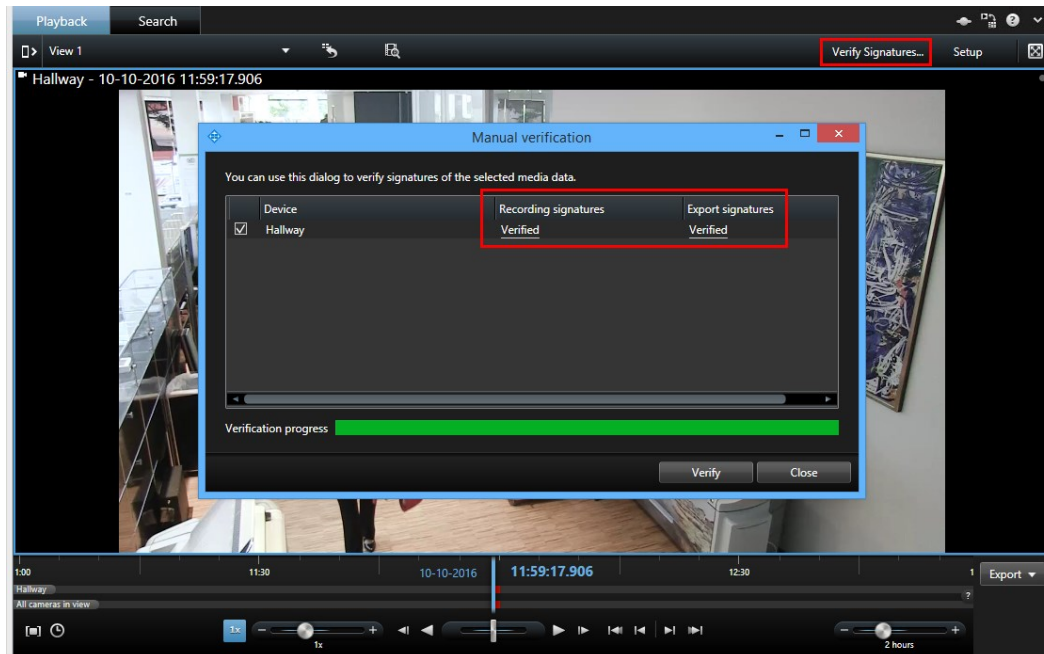 Playback Search
View 1 Verify Signatures... Setup
Hallway - 10-10-2016 11:59:17.906
Manual verification
You can use this dialog to verify signatures of the selected media data.
Device Recording signatures Export signatures
Hallway Verified Verified
Verification progress
Verify Close
1:00 11:30 10-10-2016 11:59:17.906 12:30 1 Export
Hallway
All cameras in view
1x 1x 2 hours